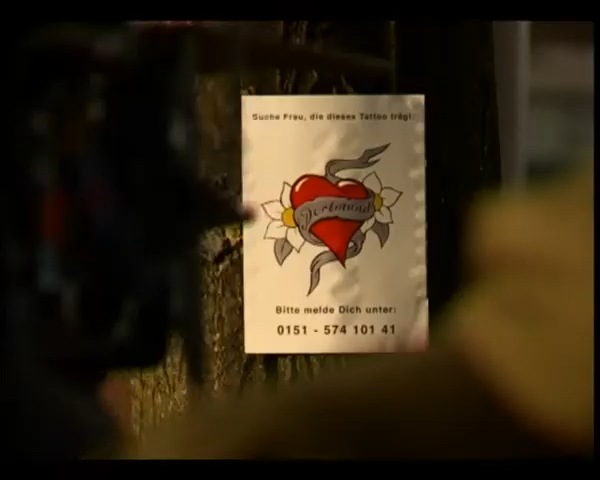 Suche Frau, die dieses Tattoo trägt:
Dortmund
Bitte melde Dich unter:
0151 - 574 101 41